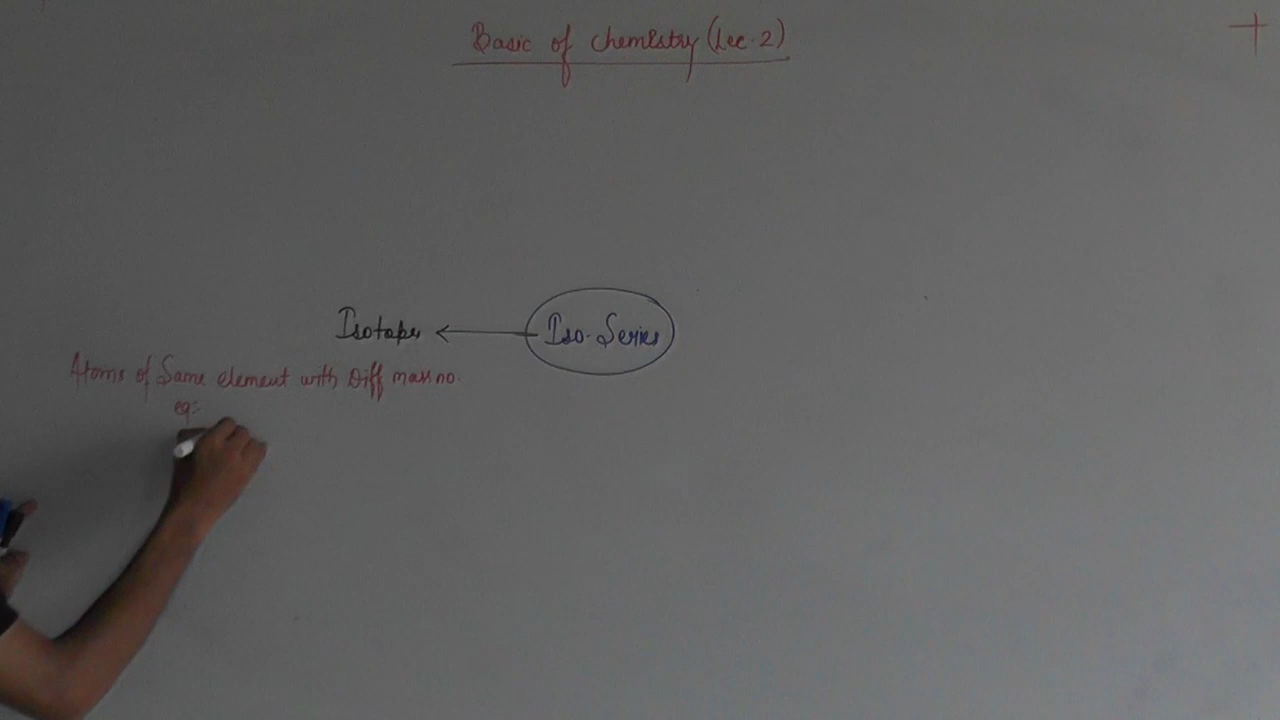 Basic of chemistry (Lec. 2)
Isotopes
Iso-Series
Atoms of Same element with Diff mass no.
eg: